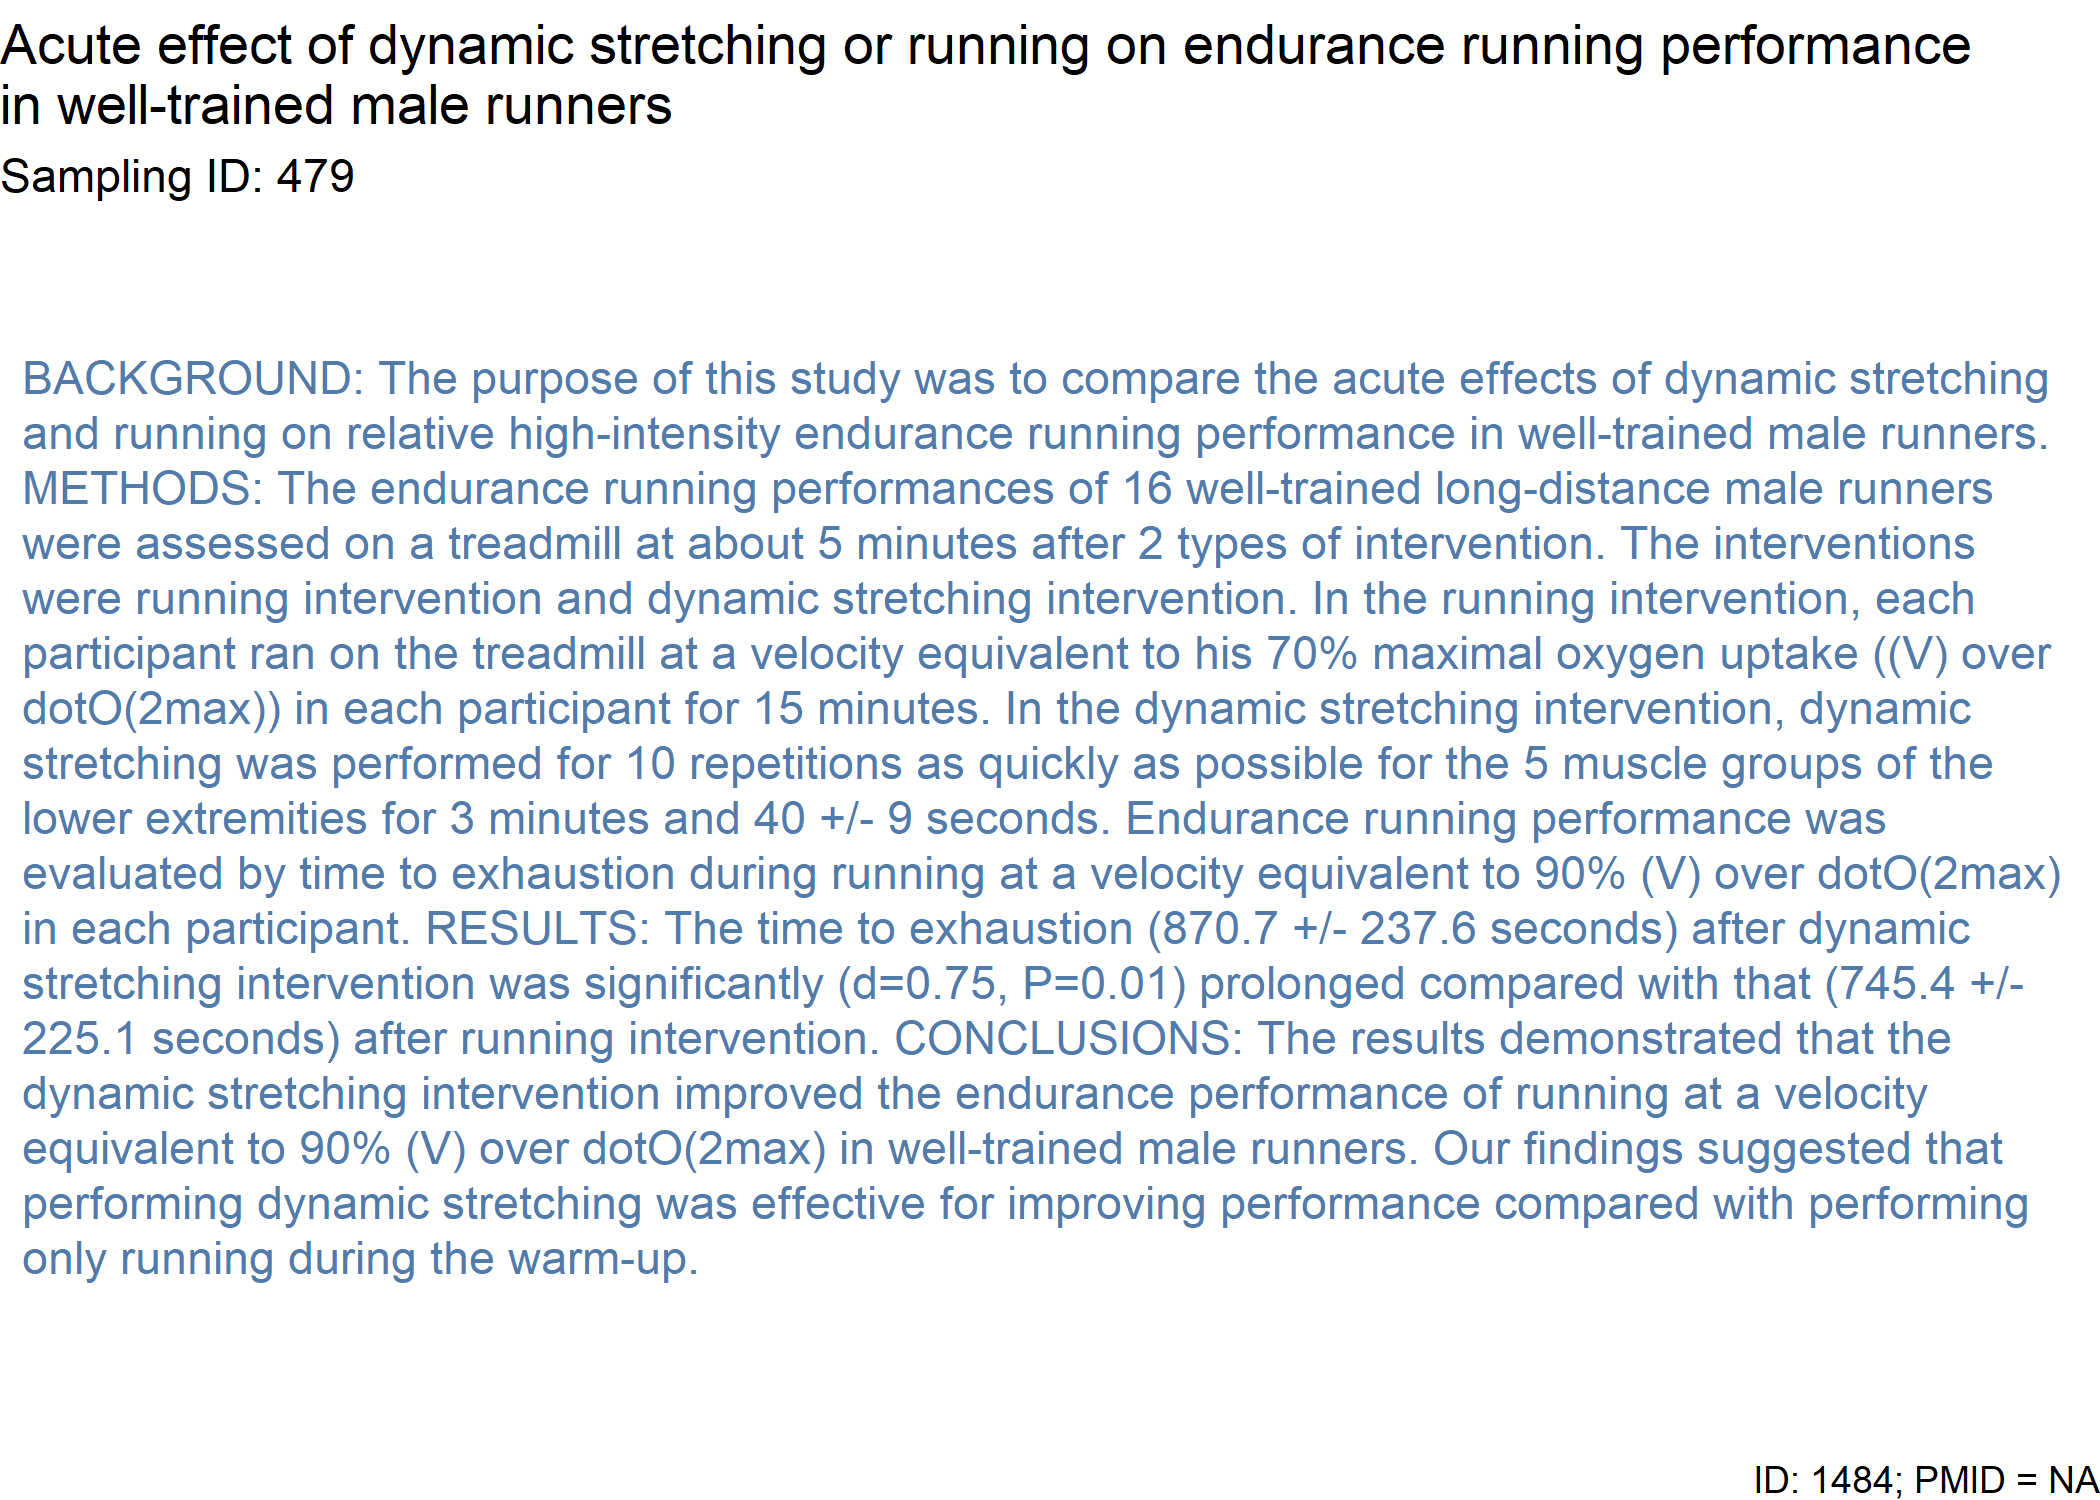 Acute effect of dynamic stretching or running on endurance running performance
in well-trained male runners
Sampling ID: 479
BACKGROUND: The purpose of this study was to compare the acute effects of dynamic stretching
and running on relative high-intensity endurance running performance in well-trained male runners.
METHODS: The endurance running performances of 16 well-trained long-distance male runners
were assessed on a treadmill at about 5 minutes after 2 types of intervention. The interventions
were running intervention and dynamic stretching intervention. In the running intervention, each
participant ran on the treadmill at a velocity equivalent to his 70% maximal oxygen uptake ((V) over
dotO(2max)) in each participant for 15 minutes. In the dynamic stretching intervention, dynamic
stretching was performed for 10 repetitions as quickly as possible for the 5 muscle groups of the
lower extremities for 3 minutes and 40 +/- 9 seconds. Endurance running performance was
evaluated by time to exhaustion during running at a velocity equivalent to 90% (V) over dotO(2max)
in each participant. RESULTS: The time to exhaustion (870.7 +/- 237.6 seconds) after dynamic
stretching intervention was significantly (d=0.75, P=0.01) prolonged compared with that (745.4 +/-
225.1 seconds) after running intervention. CONCLUSIONS: The results demonstrated that the
dynamic stretching intervention improved the endurance performance of running at a velocity
equivalent to 90% (V) over dotO(2max) in well-trained male runners. Our findings suggested that
performing dynamic stretching was effective for improving performance compared with performing
only running during the warm-up.
ID: 1484; PMID = NA